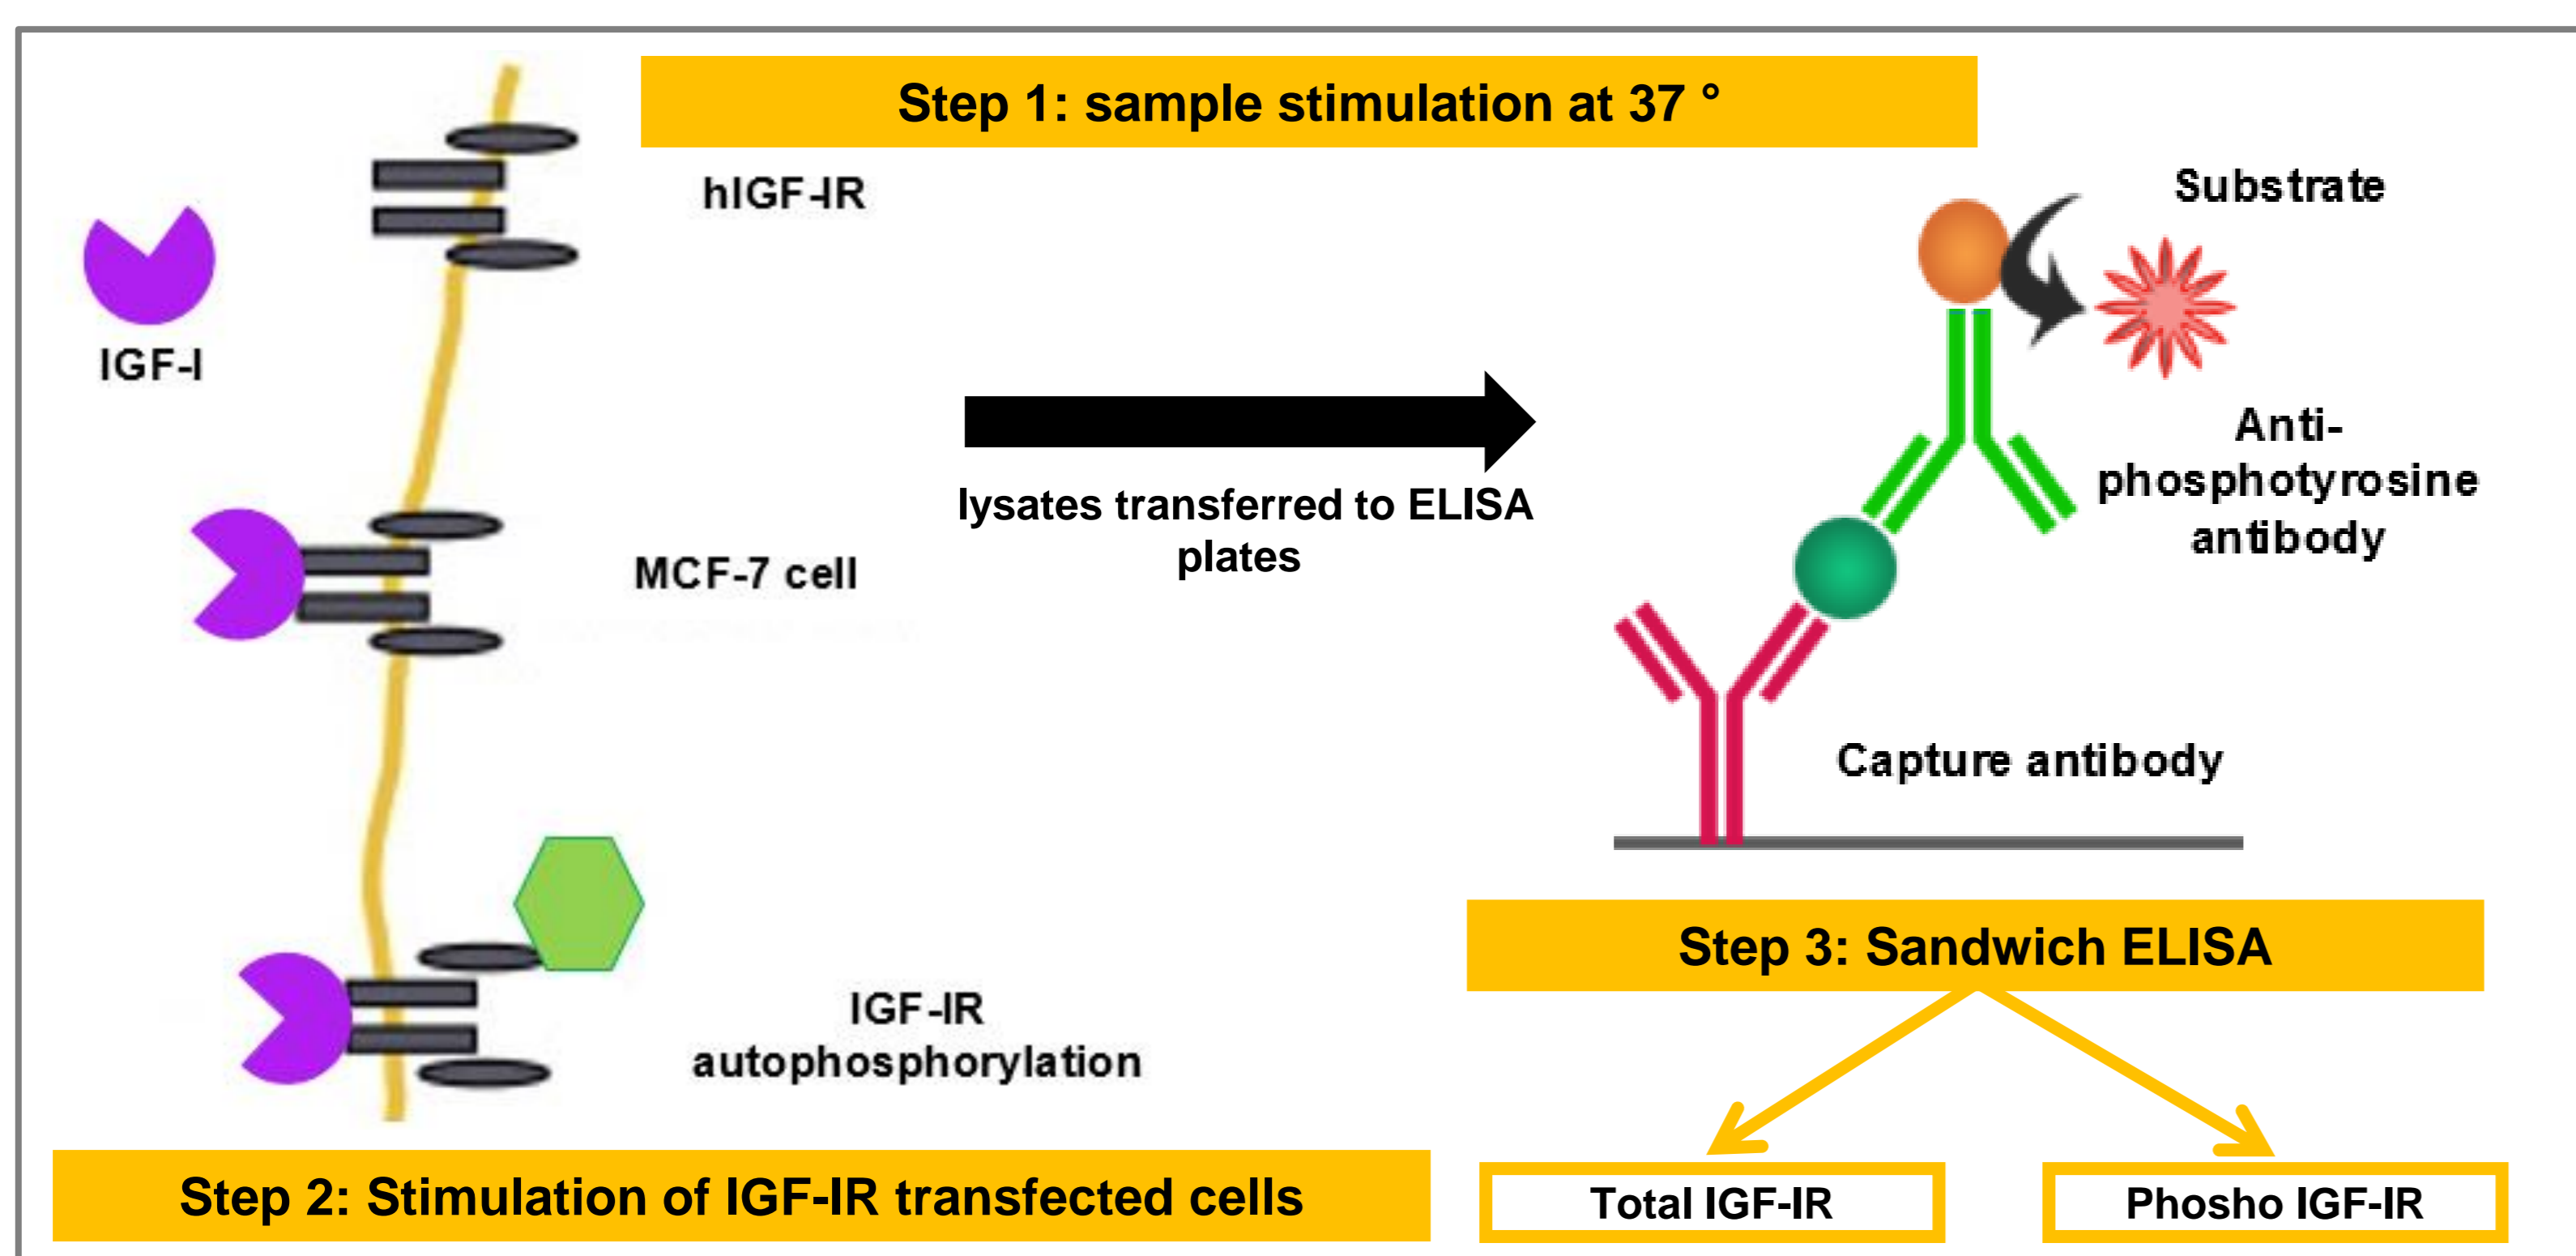 Step 1: sample stimulation at 37 °
hIGF-IR
IGF-I
MCF-7 cell
IGF-IR
autophosphorylation
Step 2: Stimulation of IGF-IR transfected cells
lysates transferred to ELISA
plates
Substrate
Anti-
phosphotyrosine
antibody
Capture antibody
Step 3: Sandwich ELISA
Total IGF-IR
Phosho IGF-IR